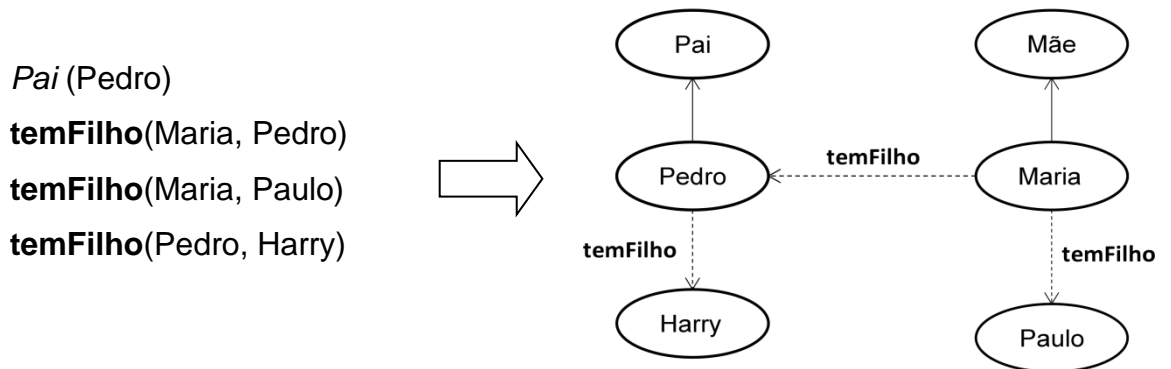 Pai (Pedro)
temFilho(Maria, Pedro)
temFilho(Maria, Paulo)
temFilho(Pedro, Harry)
Pai
Mãe
Pedro
temFilho
Maria
temFilho
temFilho
Harry
Paulo